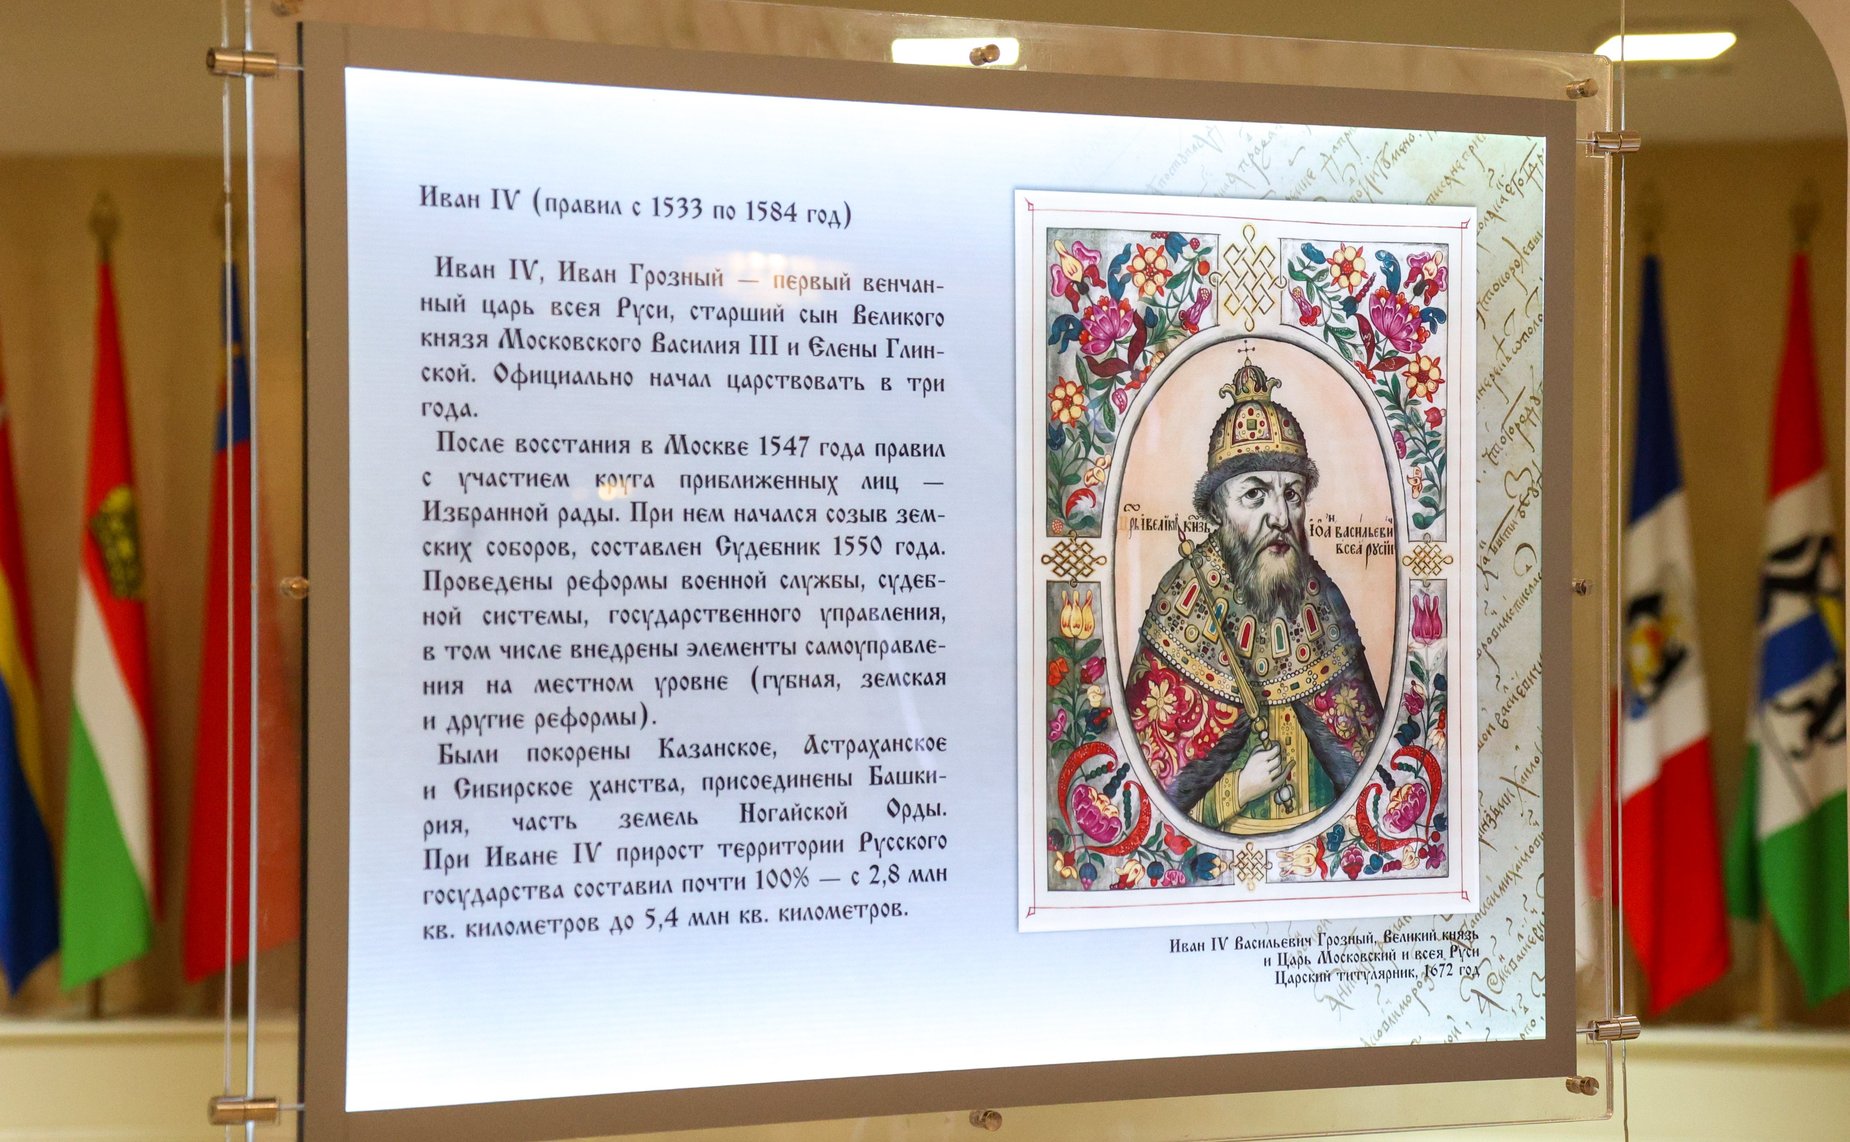 Иван IV (правил с 1533 по 1584 год)
Иван IV, Иван Грозный — первый венчан-
ный царь всея Руси, старший сын Великого
князя Московского Василия III и Елены Глин-
ской. Официально начал царствовать в три
года.
После восстания в Москве 1547 года правил
с участием круга приближенных лиц —
Избранной рады. При нем начался созыв зем-
ских соборов, составлен Судебник 1550 года.
Проведены реформы военной службы, судеб-
ной системы, государственного управления,
в том числе внедрены элементы самоуправле-
ния на местном уровне (губная, земская
и другие реформы).
Были покорены Казанское, Астраханское
и Сибирское ханства, присоединены Башки-
рия, часть земель Ногайской Орды.
При Иване IV прирост территории Русского
государства составил почти 100% — с 2,8 млн
кв. километров до 5,4 млн кв. километров.
васильеви
всея русіи
Иван IV Васильевич Грозный, Великий князь
и Царь Московский и всея Руси
Царский титулярник, 1672 год